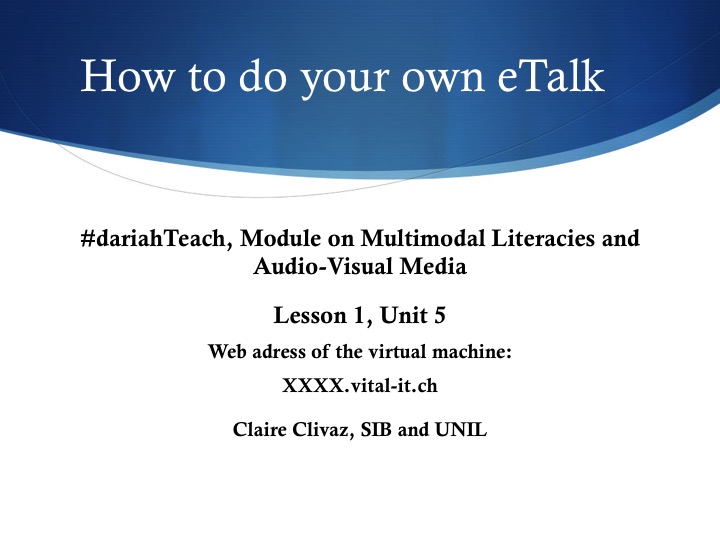 How to do your own eTalk
#dariahTeach, Module on Multimodal Literacies and
Audio-Visual Media
Lesson 1, Unit 5
Web adress of the virtual machine:
XXXX.vital-it.ch
Claire Clivaz, SIB and UNIL